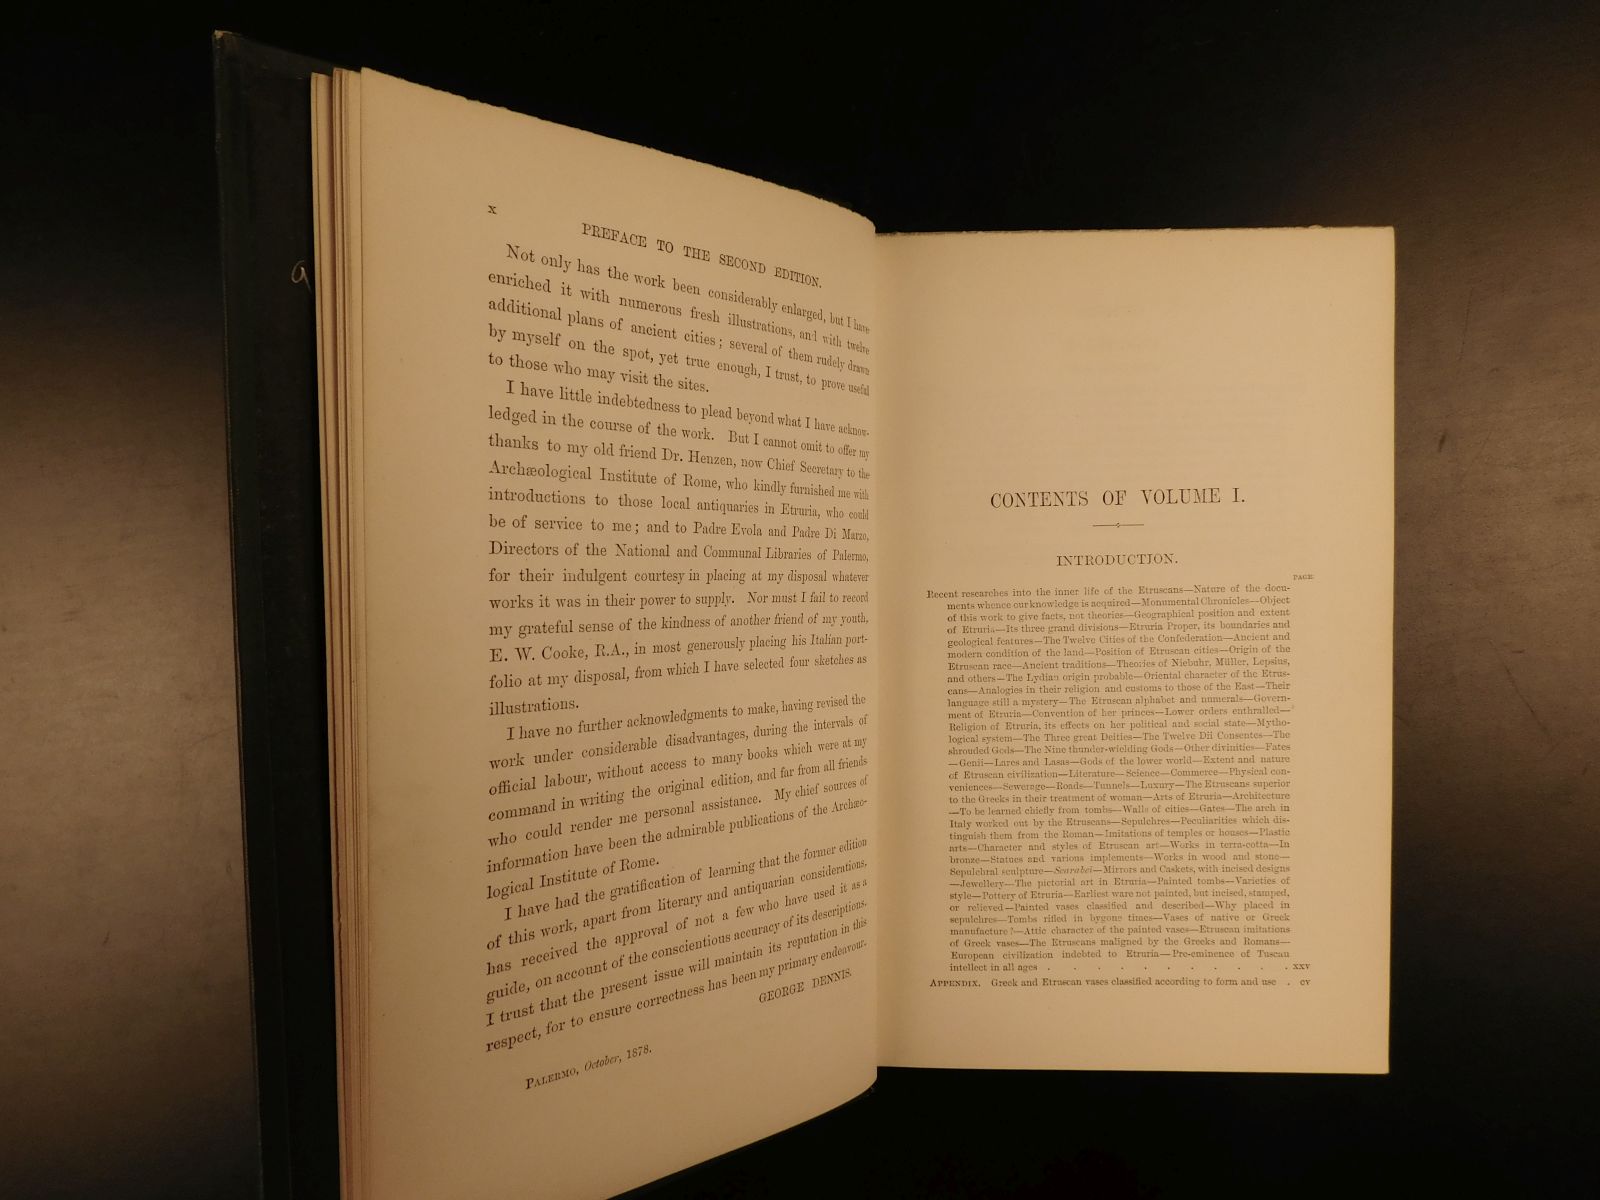 x
PREFACE TO THE SECOND EDITION.
Not only has the work been considerably enlarged, but I have
enriched it with numerous fresh illustrations, and with twelve
additional plans of ancient cities; several of them rudely drawn
by myself on the spot, yet true enough, I trust, to prove useful
to those who may visit the sites.
I have little indebtedness to plead beyond what I have acknow-
ledged in the course of the work. But I cannot omit to offer my
thanks to my old friend Dr. Henzen, now Chief Secretary to the
Archæological Institute of Rome, who kindly furnished me with
introductions to those local antiquaries in Etruria, who could
be of service to me; and to Padre Evola and Padre Di Marzo,
Directors of the National and Communal Libraries of Palermo,
for their indulgent courtesy in placing at my disposal whatever
works it was in their power to supply. Nor must I fail to record
my grateful sense of the kindness of another friend of my youth,
E. W. Cooke, R.A., in most generously placing his Italian port-
folio at my disposal, from which I have selected four sketches as
illustrations.
I have no further acknowledgments to make, having revised the
work under considerable disadvantages, during the intervals of
official labour, without access to many books which were at my
command in writing the original edition, and far from all friends
who could render me personal assistance. My chief sources of
information have been the admirable publications of the Archæo-
logical Institute of Rome.
I have had the gratification of learning that the former edition
of this work, apart from literary and antiquarian considerations,
has received the approval of not a few who have used it as a
guide, on account of the conscientious accuracy of its descriptions.
I trust that the present issue will maintain its reputation in this
respect, for to ensure correctness has been my primary endeavour.
GEORGE DENNIS.
PALERMO, October, 1878.
CONTENTS OF VOLUME I.
INTRODUCTION.
PAGE
Recent researches into the inner life of the Etruscans—Nature of the docu-
ments whence our knowledge is acquired—Monumental Chronicles—Object
of this work to give facts, not theories—Geographical position and extent
of Etruria—Its three grand divisions—Etruria Proper, its boundaries and
geological features—The Twelve Cities of the Confederation—Ancient and
modern condition of the land—Position of Etruscan cities—Origin of the
Etruscan race—Ancient traditions—Theories of Niebuhr, Müller, Lepsius,
and others—The Lydian origin probable—Oriental character of the Etrus-
cans—Analogies in their religion and customs to those of the East—Their
language still a mystery—The Etruscan alphabet and numerals—Govern-
ment of Etruria—Convention of her princes—Lower orders enthralled—
Religion of Etruria, its effects on her political and social state—Mytho-
logical system—The Three great Deities—The Twelve Dii Consentes—The
shrouded Gods—The Nine thunder-wielding Gods—Other divinities—Fates
—Genii—Lares and Lasas—Gods of the lower world—Extent and nature
of Etruscan civilization—Literature—Science—Commerce—Physical con-
veniences—Sewerage—Roads—Tunnels—Luxury—The Etruscans superior
to the Greeks in their treatment of woman—Arts of Etruria—Architecture
—To be learned chiefly from tombs—Walls of cities—Gates—The arch in
Italy worked out by the Etruscans—Sepulchres—Peculiarities which dis-
tinguish them from the Roman—Imitations of temples or houses—Plastic
arts—Character and styles of Etruscan art—Works in terra-cotta—In
bronze—Statues and various implements—Works in wood and stone—
Sepulchral sculpture—Scarabei—Mirrors and Caskets, with incised designs
—Jewellery—The pictorial art in Etruria—Painted tombs—Varieties of
style—Pottery of Etruria—Earliest ware not painted, but incised, stamped,
or relieved—Painted vases classified and described—Why placed in
sepulchres—Tombs rifled in bygone times—Vases of native or Greek
manufacture?—Attic character of the painted vases—Etruscan imitations
of Greek vases—The Etruscans maligned by the Greeks and Romans—
European civilization indebted to Etruria—Pre-eminence of Tuscan
intellect in all ages . . . . . . . . . . . xxv
APPENDIX. Greek and Etruscan vases classified according to form and use . cv